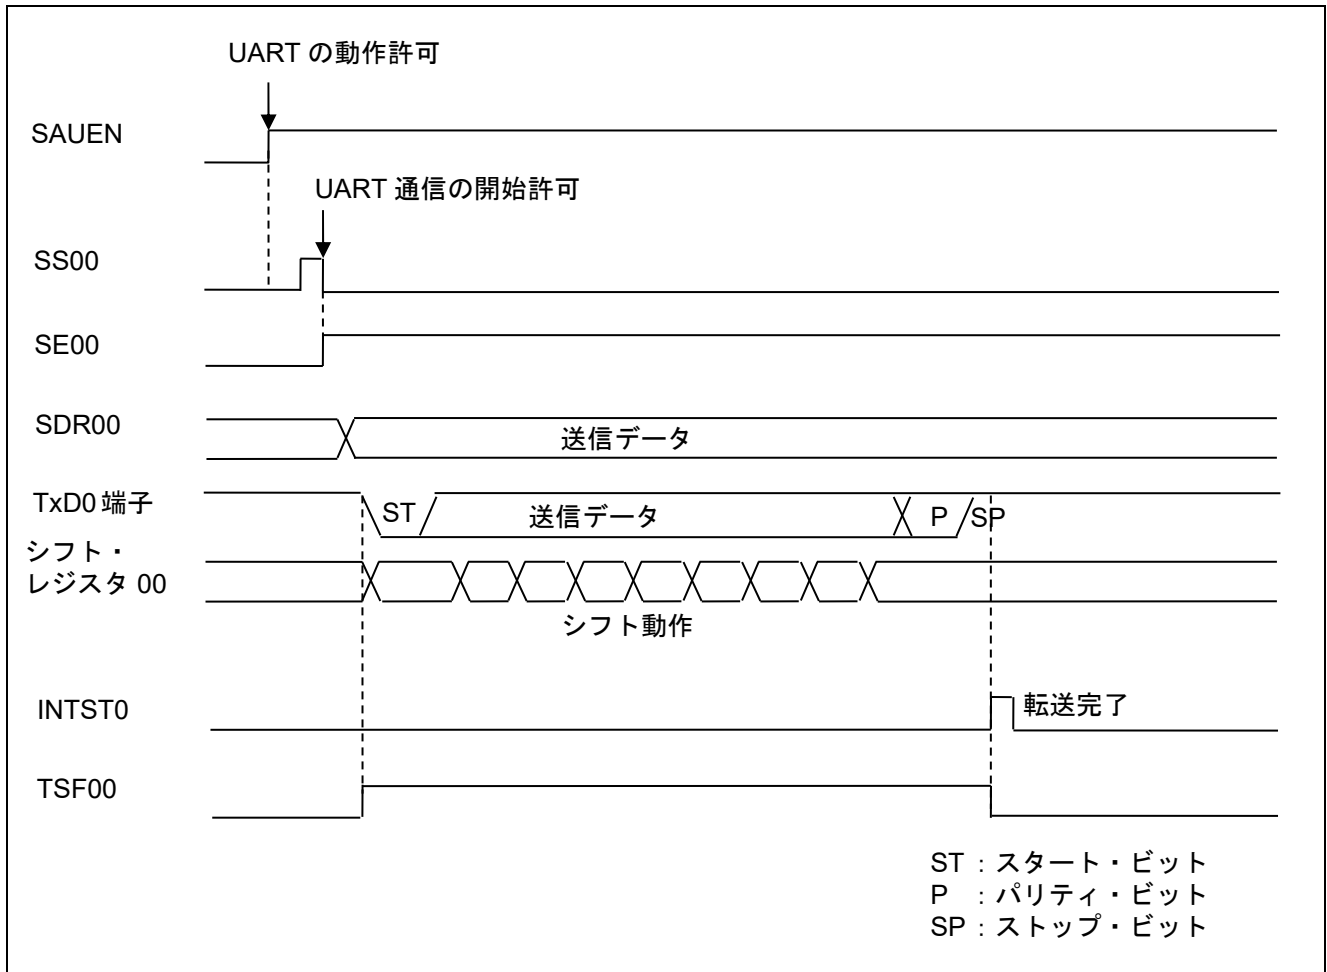 UART の動作許可
SAUEN
UART 通信の開始許可
SS00
SE00
SDR00
送信データ
TxD0 端子
ST
送信データ
P
SP
シフト・
レジスタ 00
シフト動作
INTST0
転送完了
TSF00
ST : スタート・ビット
P : パリティ・ビット
SP : ストップ・ビット